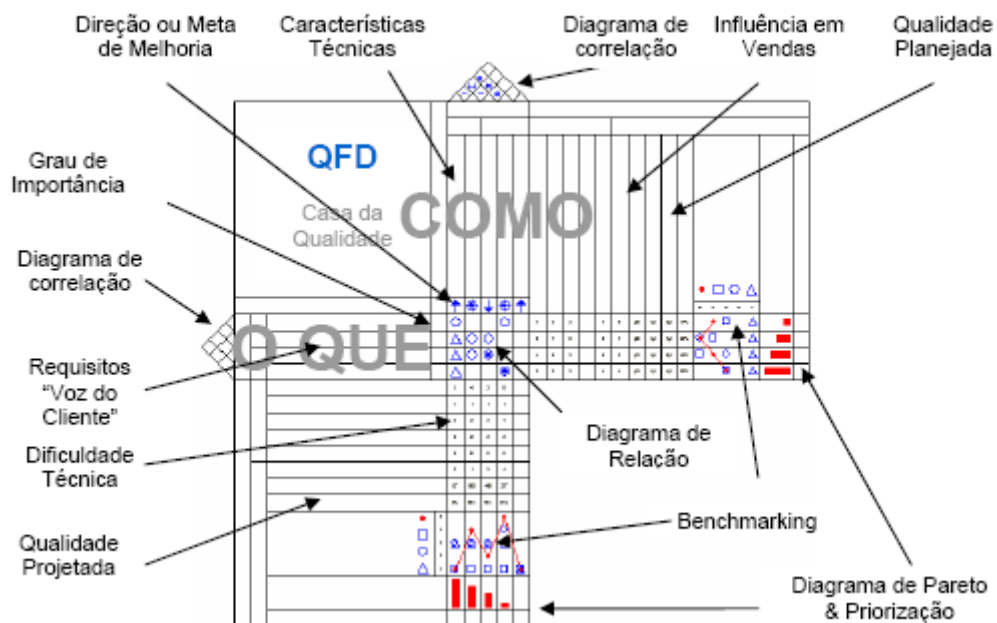 Direção ou Meta
de Melhoria
Características
Técnicas
Diagrama de
correlação
Influência em
Vendas
Qualidade
Planejada
Grau de
Importância
QFD
Casa da
Qualidade
COMO
Diagrama de
correlação
O QUE
Requisitos
“Voz do
Cliente”
Dificuldade
Técnica
Diagrama de
Relação
Benchmarking
Qualidade
Projetada
Diagrama de Pareto
& Priorização